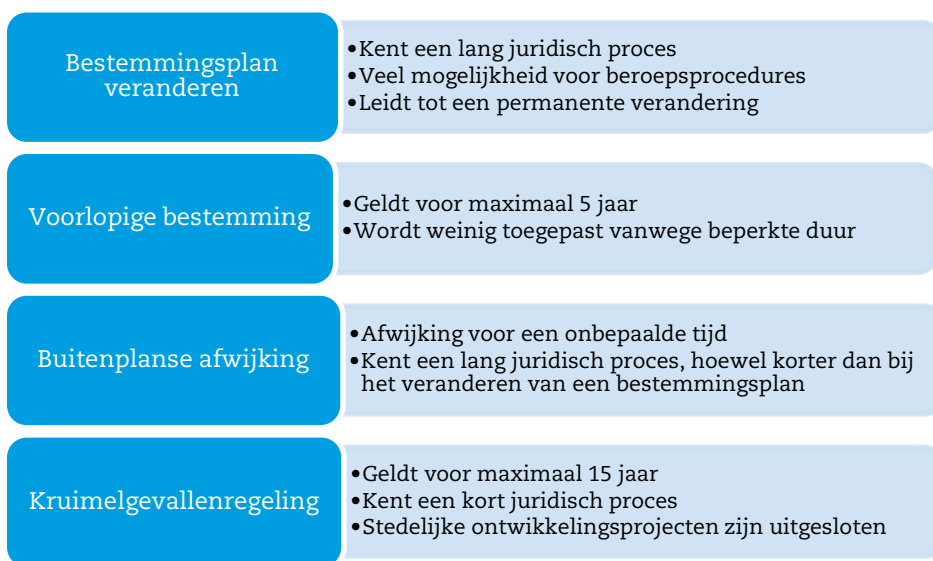 Bestemmingsplan
veranderen
•Kent een lang juridisch proces
•Veel mogelijkheid voor beroepsprocedures
•Leidt tot een permanente verandering
Voorlopige bestemming
•Geldt voor maximaal 5 jaar
•Wordt weinig toegepast vanwege beperkte duur
Buitenplanse afwijking
•Afwijking voor een onbepaalde tijd
•Kent een lang juridisch proces, hoewel korter dan bij
het veranderen van een bestemmingsplan
Kruimelgevallenregeling
•Geldt voor maximaal 15 jaar
•Kent een kort juridisch proces
•Stedelijke ontwikkelingsprojecten zijn uitgesloten